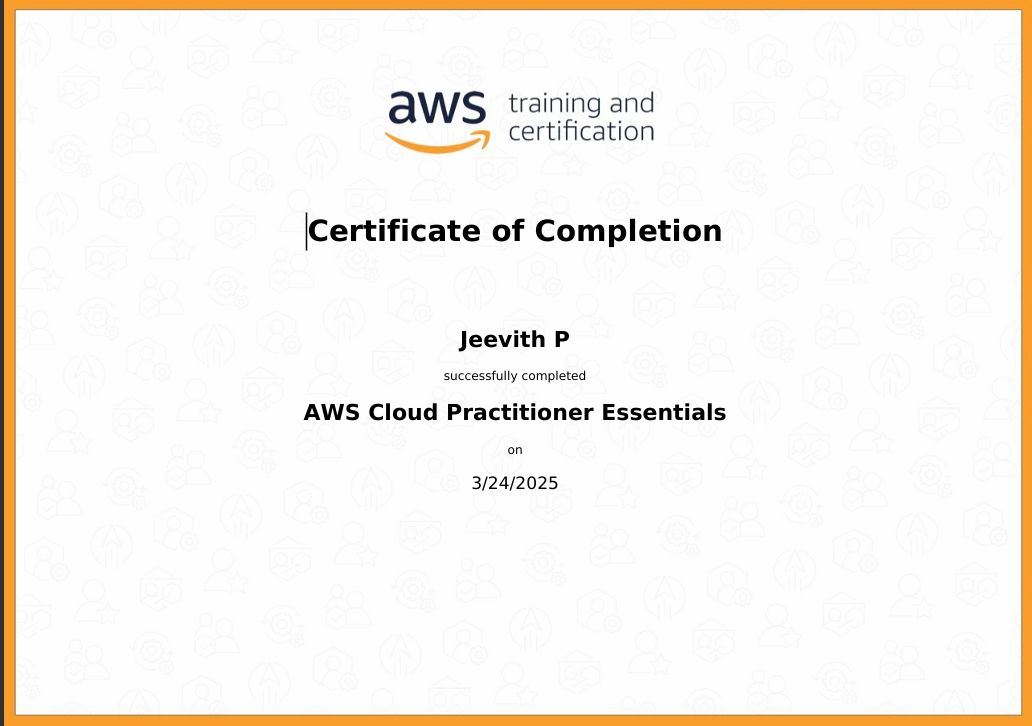 aws training and
certification
Certificate of Completion
Jeevith P
successfully completed
AWS Cloud Practitioner Essentials
on
3/24/2025